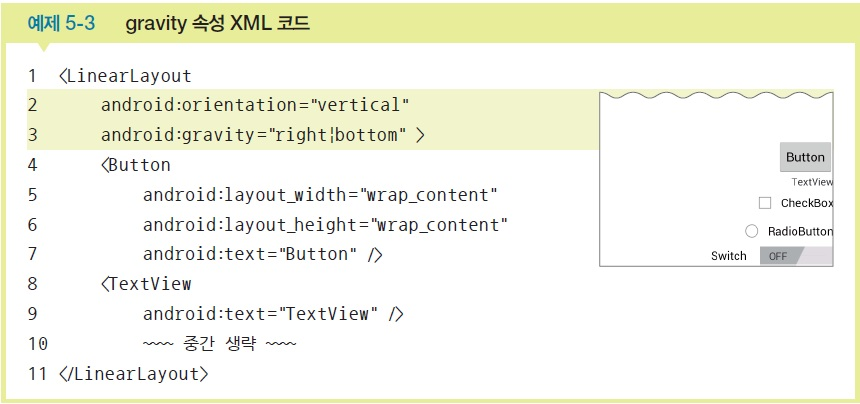 예제 5-3 gravity 속성 XML 코드
1 <LinearLayout
2 android:orientation="vertical"
3 android:gravity="right|bottom" >
4 <Button
5 android:layout_width="wrap_content"
6 android:layout_height="wrap_content"
7 android:text="Button" />
8 <TextView
9 android:text="TextView" />
10 ~~~~ 중간 생략 ~~~~
11 </LinearLayout>
Button
TextView
CheckBox
RadioButton
Switch OFF